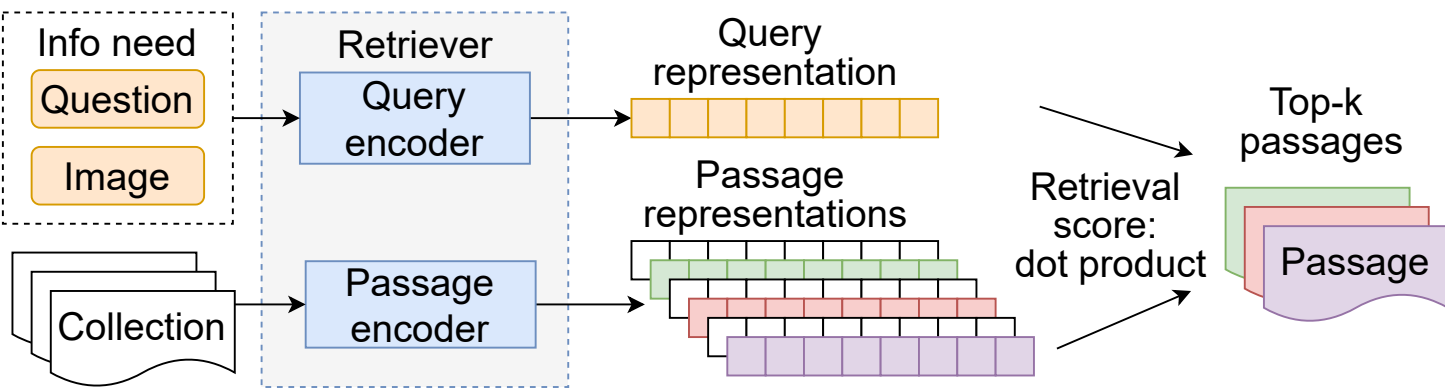 Info need
Question
Image
Collection
Retriever
Query
encoder
Passage
encoder
Query
representation
Passage
representations
Retrieval
score:
dot product
Top-k
passages
Passage